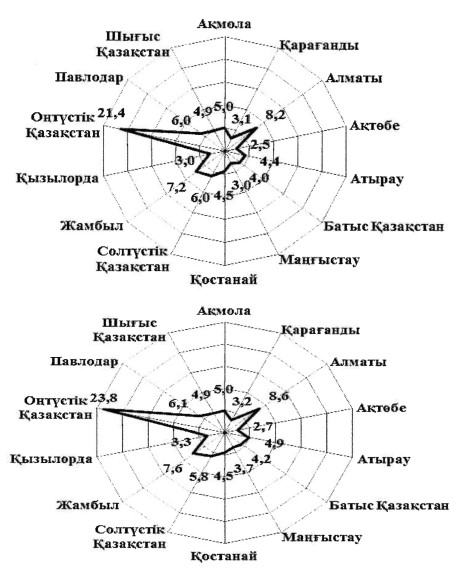 Ақмола
Шығыс
Қазақстан
Қарағанды
Павлодар
Алматы
Оңтүстік
Қазақстан
21,4
6,0
4,9
5,0
3,1
8,2
Ақтөбе
2,5
3,0
4,4
Қызылорда
Атырау
7,2
4,0
6,0
3,0
4,5
Жамбыл
Батыс Қазақстан
Солтүстік
Қазақстан
Маңғыстау
Қостанай
Ақмола
Шығыс
Қазақстан
Қарағанды
Павлодар
Алматы
Оңтүстік
Қазақстан
23,8
6,1
4,9
5,0
3,2
8,6
Ақтөбе
2,7
3,3
4,9
Қызылорда
Атырау
7,6
4,2
5,8
3,7
4,5
Жамбыл
Батыс Қазақстан
Солтүстік
Қазақстан
Маңғыстау
Қостанай